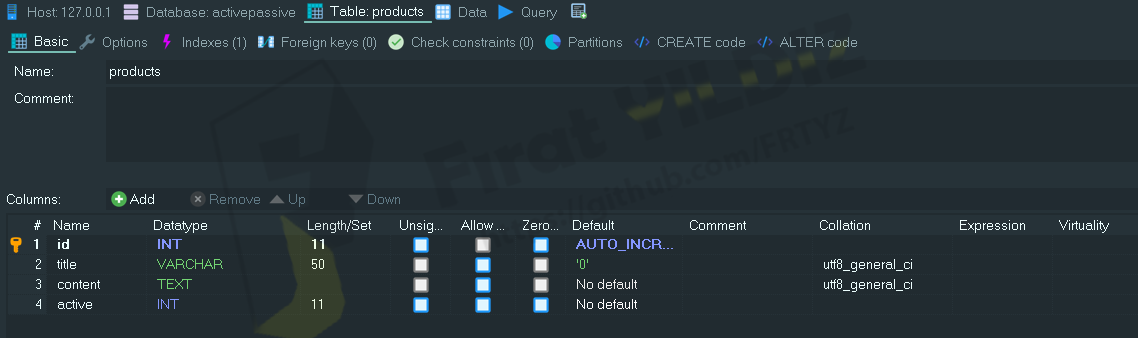 Host: 127.0.0.1 Database: activepassive Table: products Data Query
Basic Options Indexes (1) Foreign keys (0) Check constraints (0) Partitions CREATE code ALTER code
Name: products
Comment:
Columns: Add Remove Up Down
# Name Datatype Length/Set Unsig... Allow ... Zero... Default Comment Collation Expression Virtuality
1 id INT 11 AUTO_INCR...
2 title VARCHAR 50 '0' utf8_general_ci
3 content TEXT No default utf8_general_ci
4 active INT 11 No default
Fırat YILDIZ
https://github.com/FRTYZ